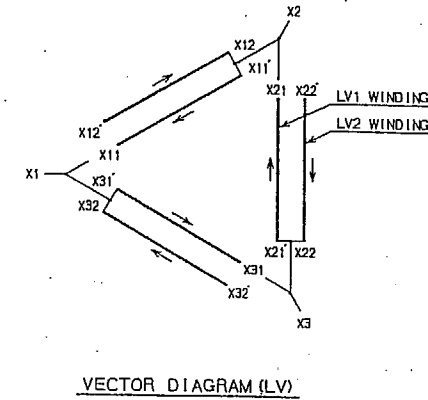 X2
X12
X11'
X21 X22'
LV1 WINDING
LV2 WINDING
X12'
X11
X1
X31'
X32
X21' X22
X31
X32'
X3
VECTOR DIAGRAM (LV)